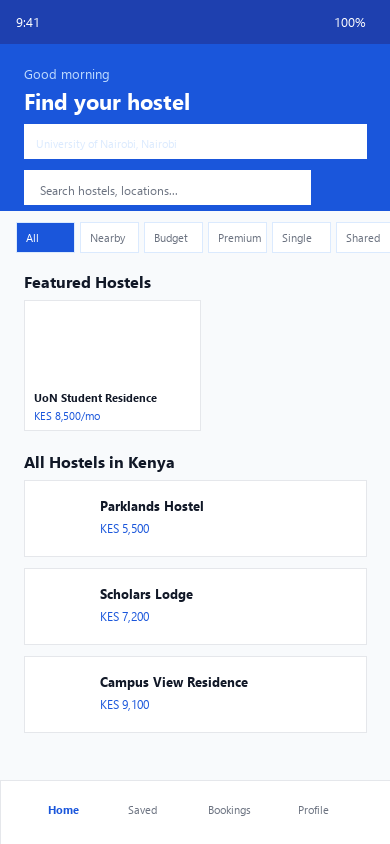 9:41 100%
Good morning
Find your hostel
University of Nairobi, Nairobi
Search hostels, locations...
All Nearby Budget Premium Single Shared
Featured Hostels
UoN Student Residence
KES 8,500/mo
All Hostels in Kenya
Parklands Hostel
KES 5,500
Scholars Lodge
KES 7,200
Campus View Residence
KES 9,100
Home Saved Bookings Profile